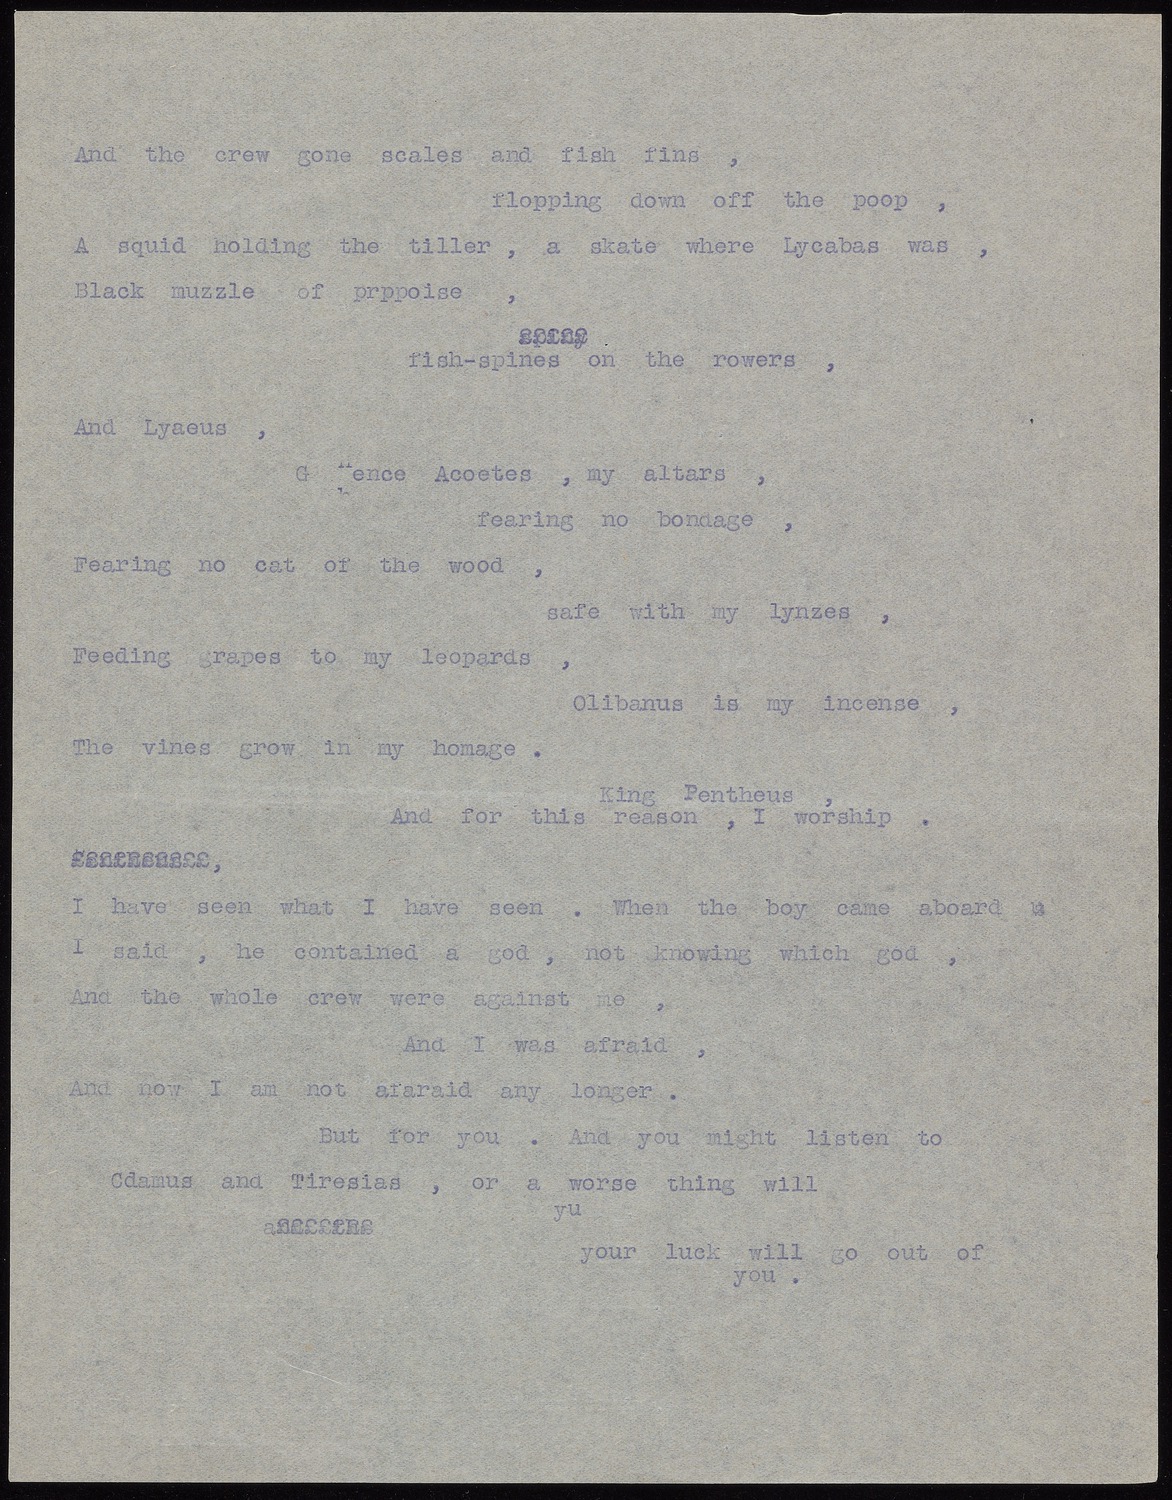 And the crew gone scales and fish fins ,
flopping down off the poop ,
A squid holding the tiller , a skate where Lycabas was ,
Black muzzle of prppoise ,
fish-spines on the rowers ,
And Lyaeus ,
G Hence Acoetes , my altars ,
fearing no bondage ,
Fearing no cat of the wood ,
safe with my lynzes ,
Feeding grapes to my leopards ,
Olibanus is my incense ,
The vines grow in my homage .
King Pentheus ,
And for this reason , I worship .
I have seen what I have seen . When the boy came aboard
I said , he contained a god , not knowing which god ,
And the whole crew were against me ,
And I was afraid ,
And now I am not afaraid any longer .
But for you . And you might listen to
Cdamus and Tiresias , or a worse thing will
yu
your luck will go out of
you .